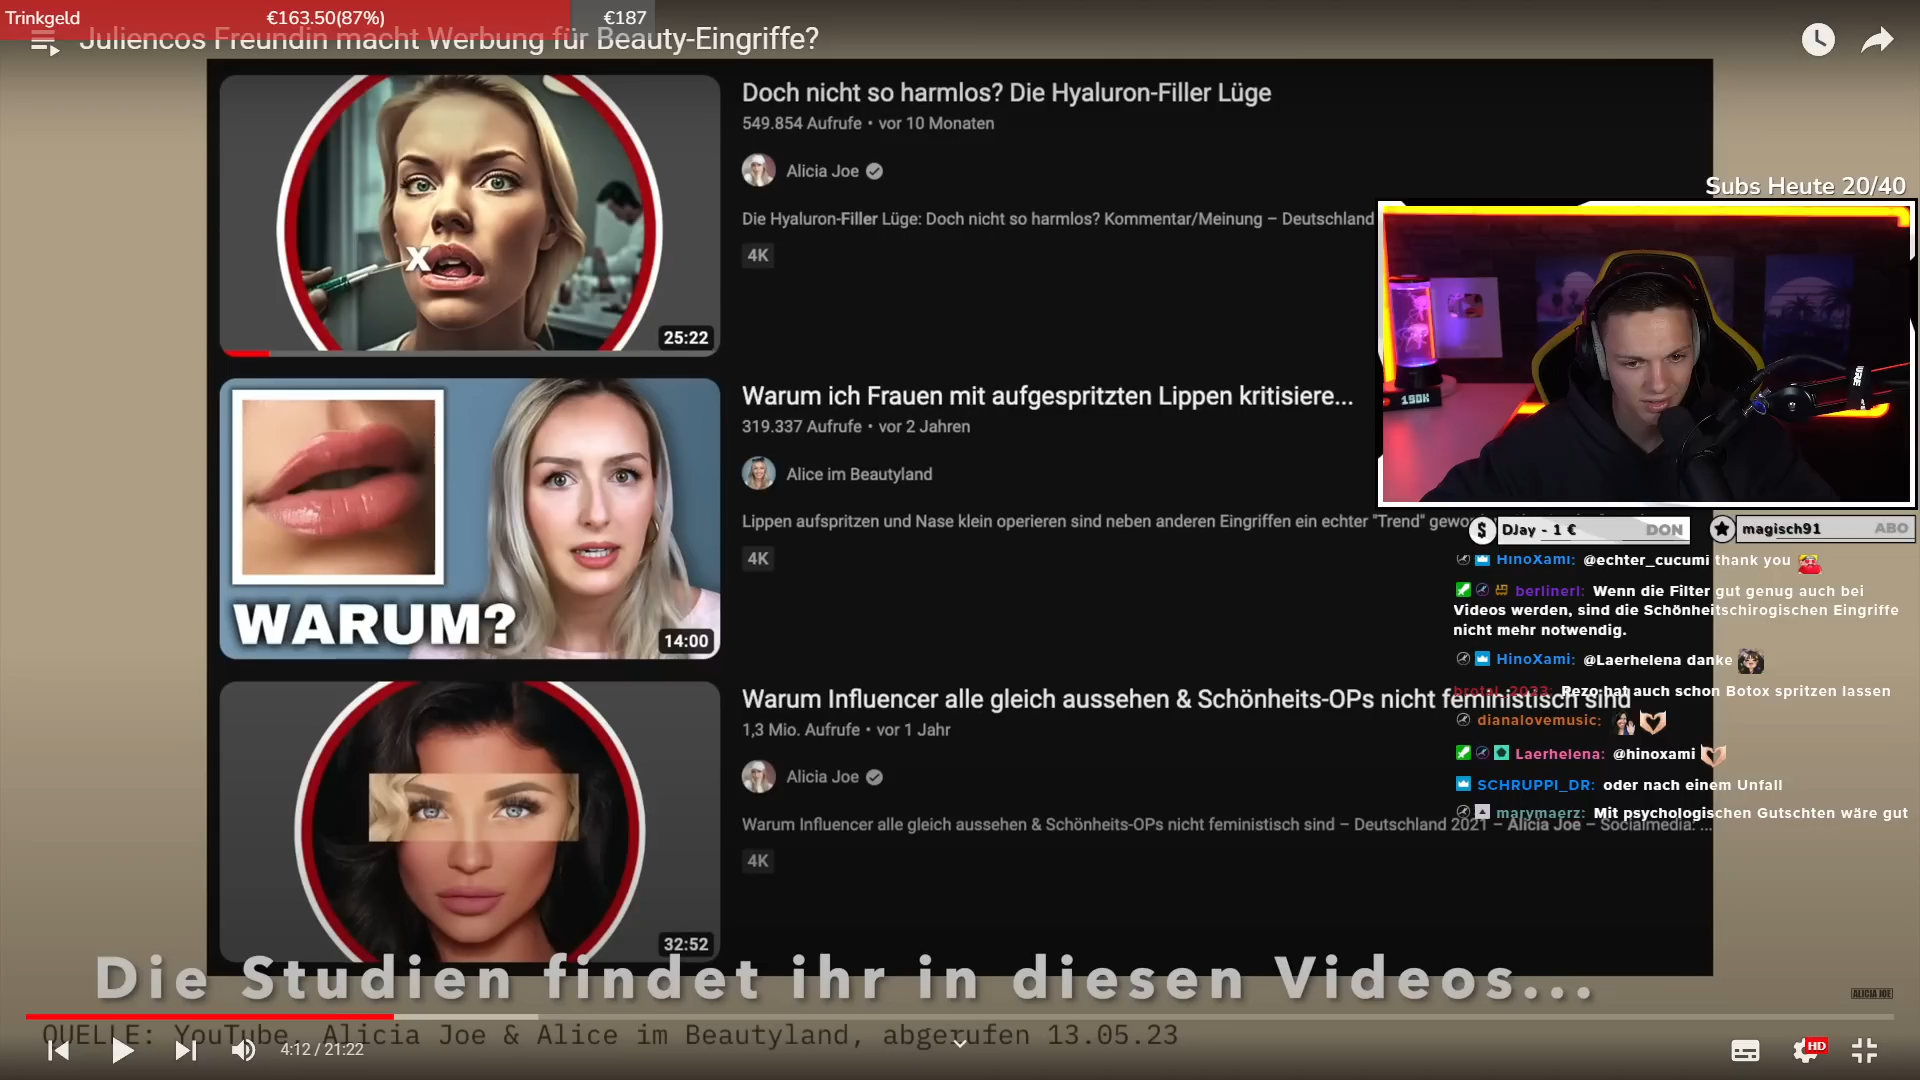 Trinkgeld €163.50(87%) €187
Juliencos Freundin macht Werbung für Beauty-Eingriffe?
Doch nicht so harmlos? Die Hyaluron-Filler Lüge
549.854 Aufrufe • vor 10 Monaten
Alicia Joe
Die Hyaluron-Filler Lüge: Doch nicht so harmlos? Kommentar/Meinung – Deutschland
4K
X
25:22
Warum ich Frauen mit aufgespritzten Lippen kritisiere...
319.337 Aufrufe • vor 2 Jahren
Alice im Beautyland
Lippen aufspritzen und Nase klein operieren sind neben anderen Eingriffen ein echter "Trend"
4K
WARUM?
14:00
Warum Influencer alle gleich aussehen & Schönheits-OPs nicht feministisch sind
1,3 Mio. Aufrufe • vor 1 Jahr
Alicia Joe
Warum Influencer alle gleich aussehen & Schönheits-OPs nicht feministisch sind – Deutschland 2021 – Alicia Joe – Socialmedia: ...
4K
32:52
Subs Heute 20/40
190K
DJay - 1 € DON
magisch91 ABO
HinoXami: @echter_cucumi thank you
berlinerl: Wenn die Filter gut genug auch bei
Videos werden, sind die Schönheitschirogischen Eingriffe
nicht mehr notwendig.
HinoXami: @Laerhelena danke
brotal_2023: Rezo hat auch schon Botox spritzen lassen
dianalovemusic:
Laerhelena: @hinoxami
SCHRUPPI_DR: oder nach einem Unfall
marymaerz: Mit psychologischen Gutschten wäre gut
Die Studien findet ihr in diesen Videos...
ALICIA JOE
QUELLE: YouTube, Alicia Joe & Alice im Beautyland, abgerufen 13.05.23
4:12 / 21:22
HD